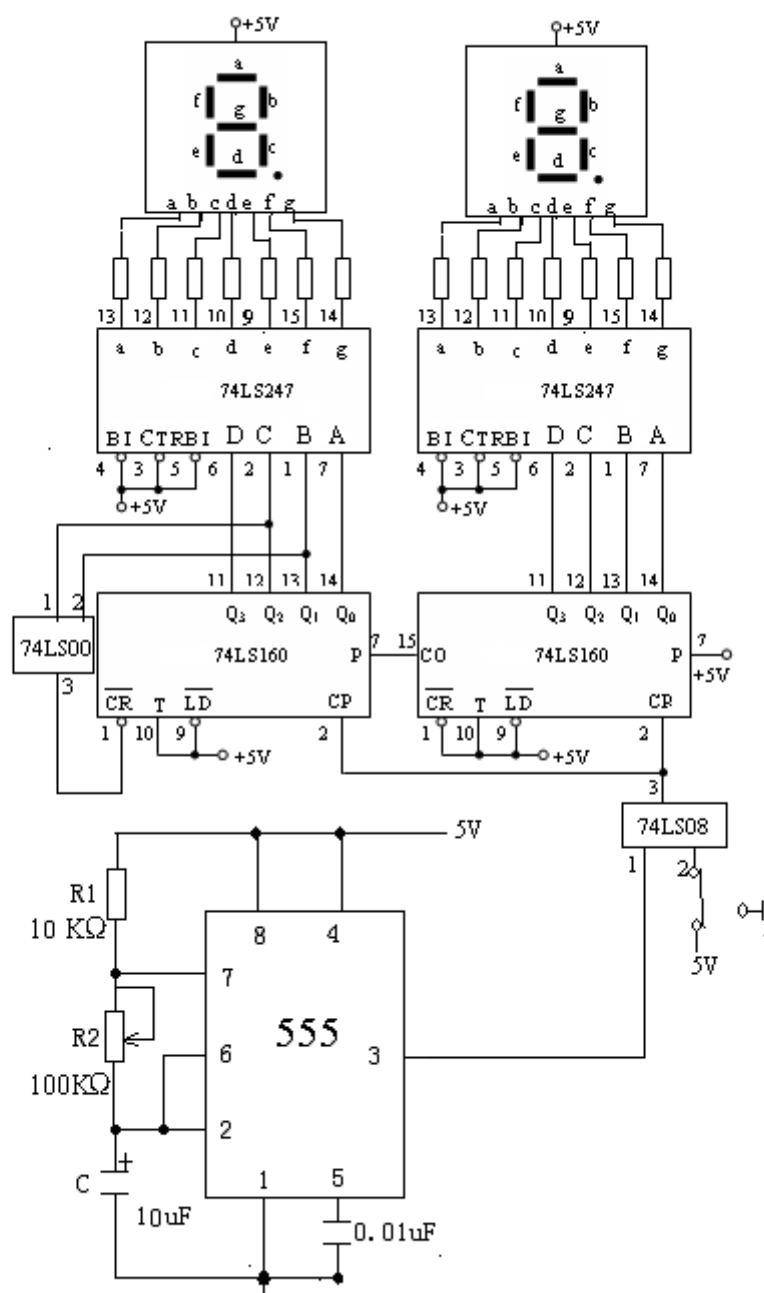 +5V +5V
a a
f b f b
g g
e d c e d c
a b c d e f g a b c d e f g
13 12 11 10 9 15 14 13 12 11 10 9 15 14
a b c d e f g a b c d e f g
74LS247 74LS247
BI CTRBI D C B A BI CTRBI D C B A
4 3 5 6 2 1 7 4 3 5 6 2 1 7
+5V +5V
11 12 13 14 11 12 13 14
1 2 Q3 Q2 Q1 Q0 Q3 Q2 Q1 Q0
74LS00 74LS160 P 7 15 CO 74LS160 P 7
+5V
3 CR T LD CP CR T LD CP
1 10 9 2 1 10 9 2
+5V +5V
3
74LS08
5V
1 2
R1
10 KΩ
8 4
5V
7
R2 555
6 3
100KΩ
2
C
1 5
10uF 0.01uF